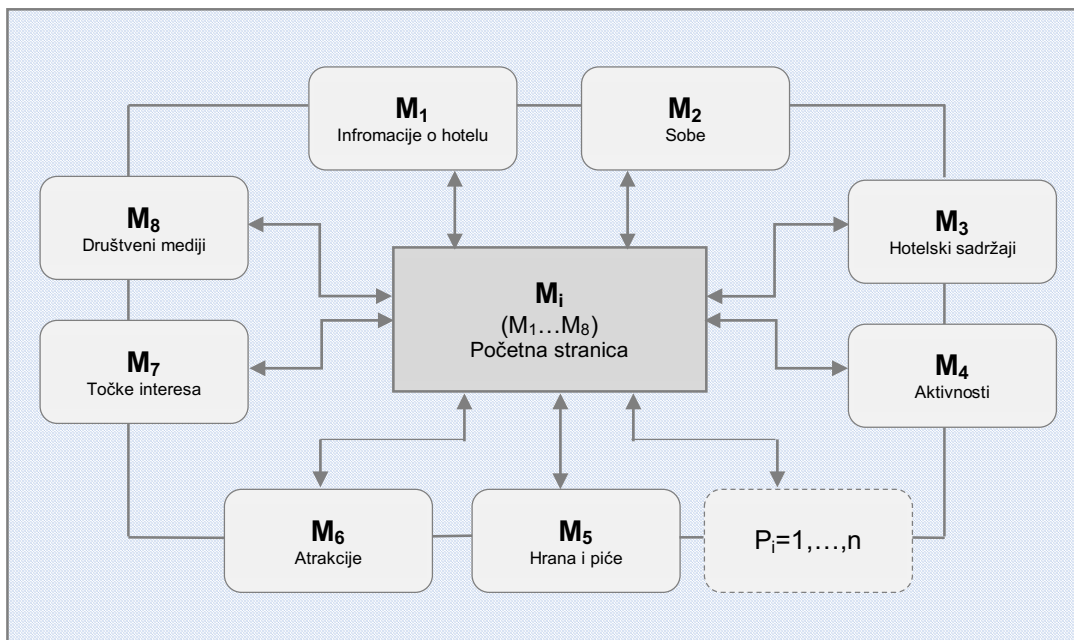 M₁
Infromacije o hotelu
M₂
Sobe
M₈
Društveni mediji
M₃
Hotelski sadržaji
Mᵢ
(M₁…M₈)
Početna stranica
M₇
Točke interesa
M₄
Aktivnosti
M₆
Atrakcije
M₅
Hrana i piće
Pᵢ=1,…,n